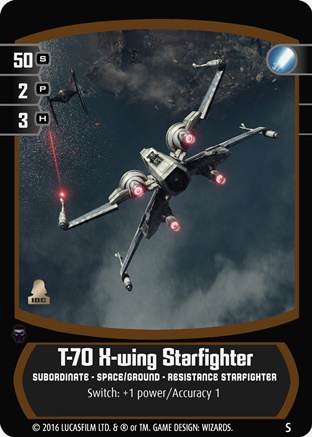 50 S
2 P
3 H
IDC
T-70 X-wing Starfighter
SUBORDINATE - SPACE/GROUND - RESISTANCE STARFIGHTER
Switch: +1 power/Accuracy 1
© 2016 LUCASFILM LTD. & ® or TM. GAME DESIGN: WIZARDS.
S